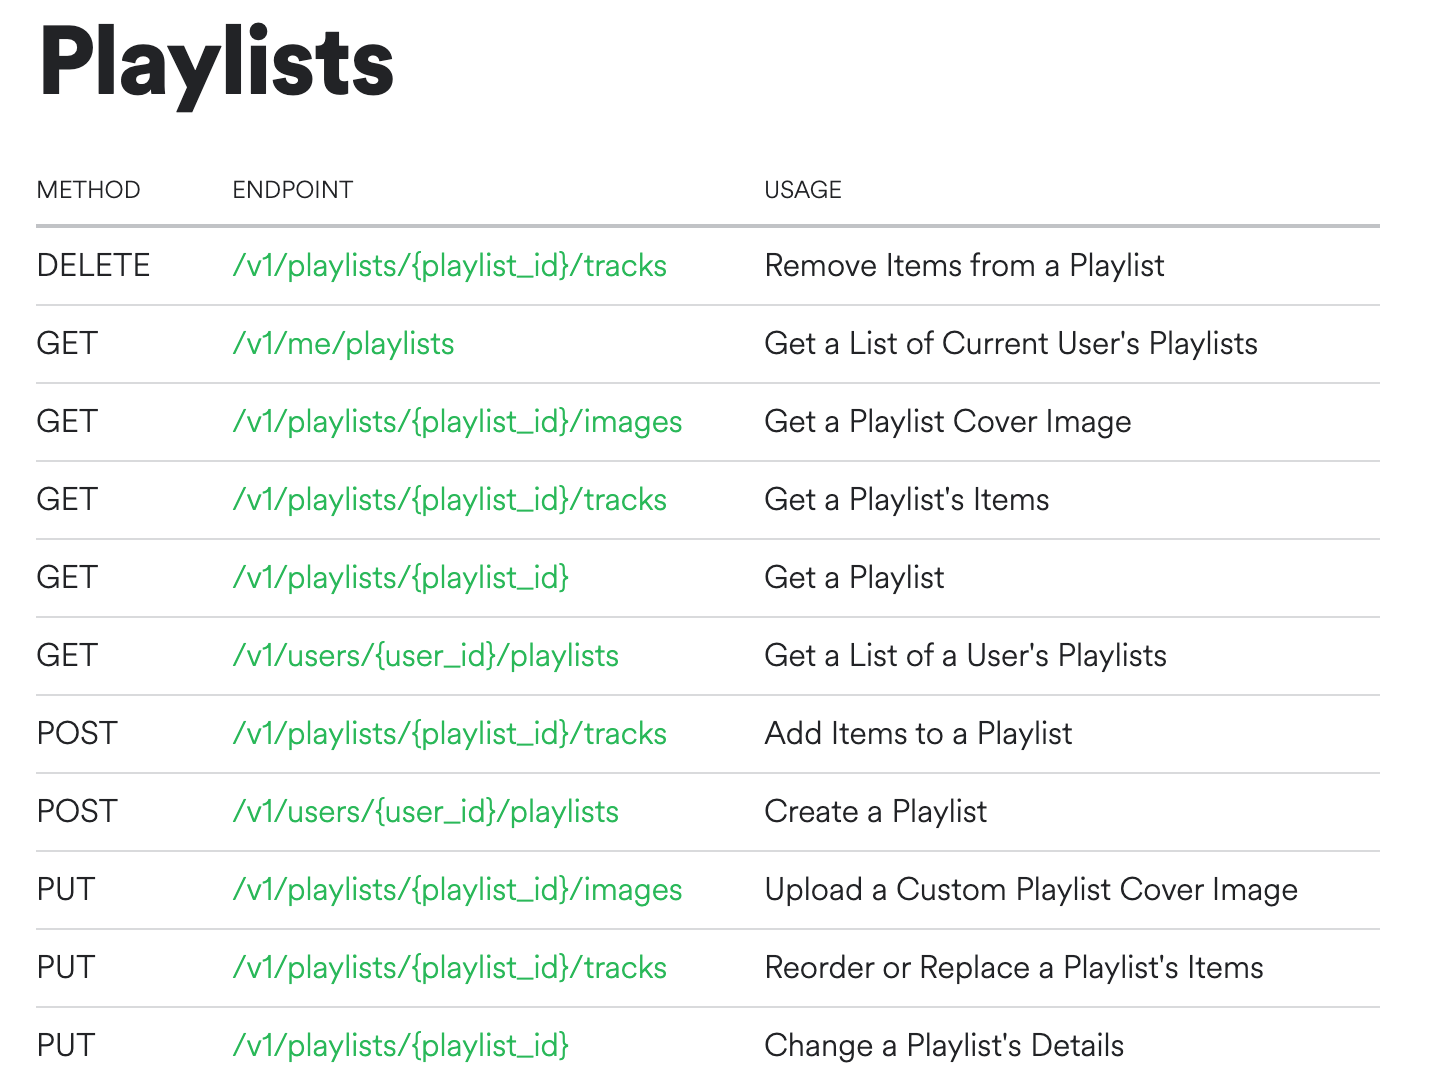 Playlists
METHOD ENDPOINT USAGE
DELETE /v1/playlists/{playlist_id}/tracks Remove Items from a Playlist
GET /v1/me/playlists Get a List of Current User's Playlists
GET /v1/playlists/{playlist_id}/images Get a Playlist Cover Image
GET /v1/playlists/{playlist_id}/tracks Get a Playlist's Items
GET /v1/playlists/{playlist_id} Get a Playlist
GET /v1/users/{user_id}/playlists Get a List of a User's Playlists
POST /v1/playlists/{playlist_id}/tracks Add Items to a Playlist
POST /v1/users/{user_id}/playlists Create a Playlist
PUT /v1/playlists/{playlist_id}/images Upload a Custom Playlist Cover Image
PUT /v1/playlists/{playlist_id}/tracks Reorder or Replace a Playlist's Items
PUT /v1/playlists/{playlist_id} Change a Playlist's Details